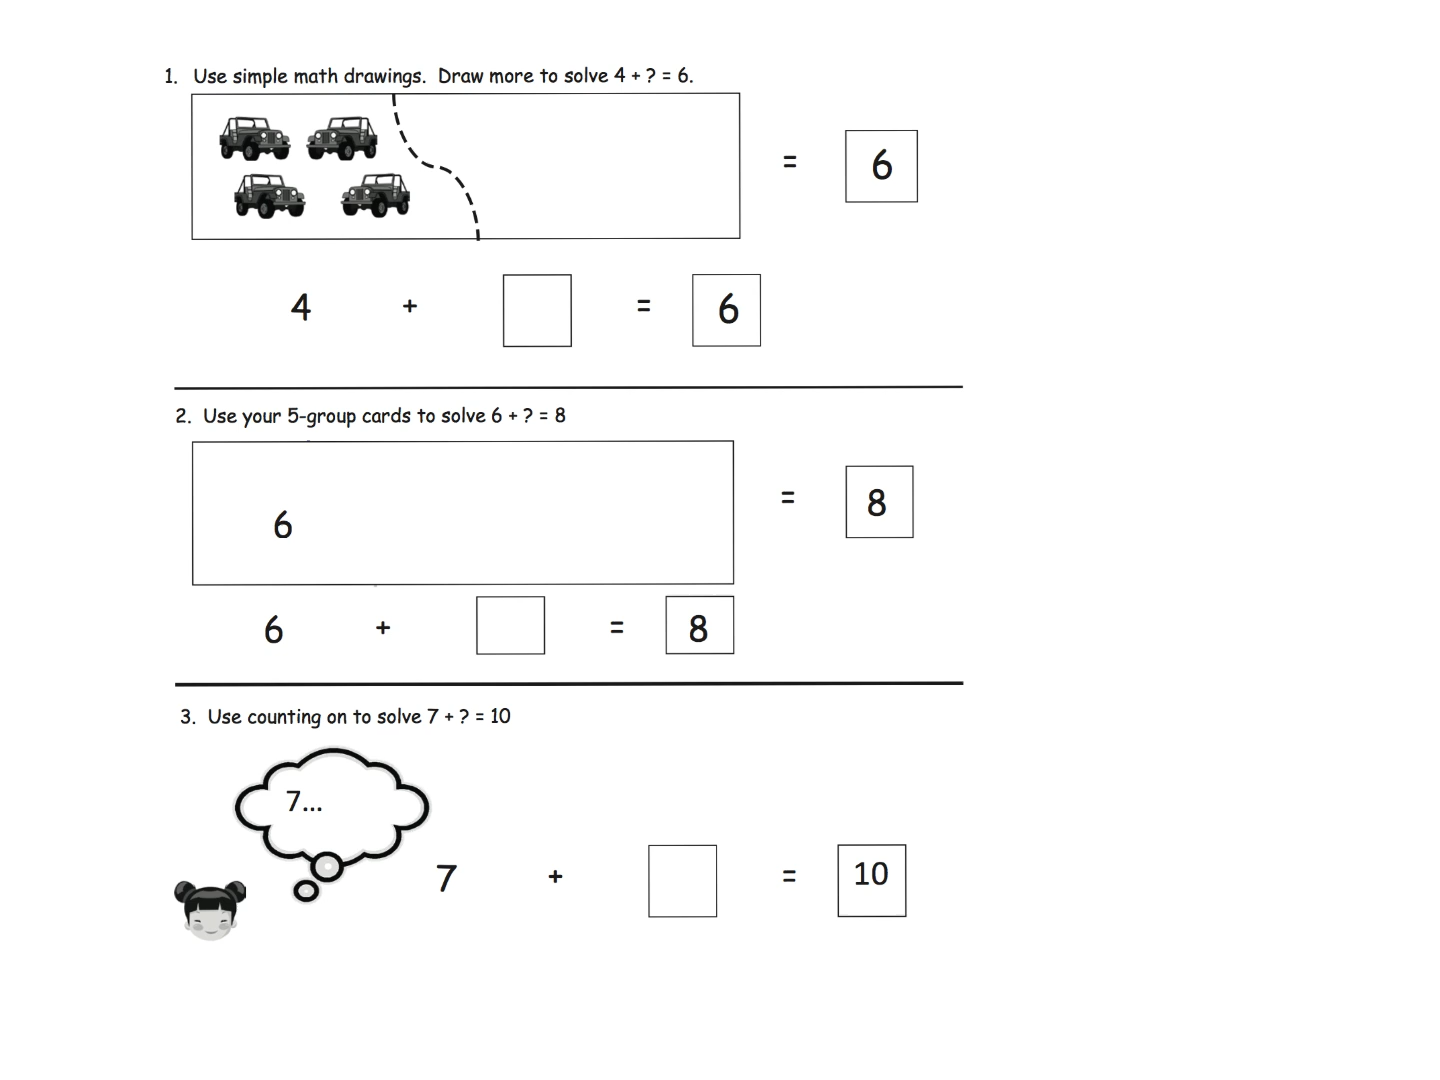 1. Use simple math drawings. Draw more to solve 4 + ? = 6.
= 6
4 + = 6
2. Use your 5-group cards to solve 6 + ? = 8
6
= 8
6 + = 8
3. Use counting on to solve 7 + ? = 10
7...
7 + = 10